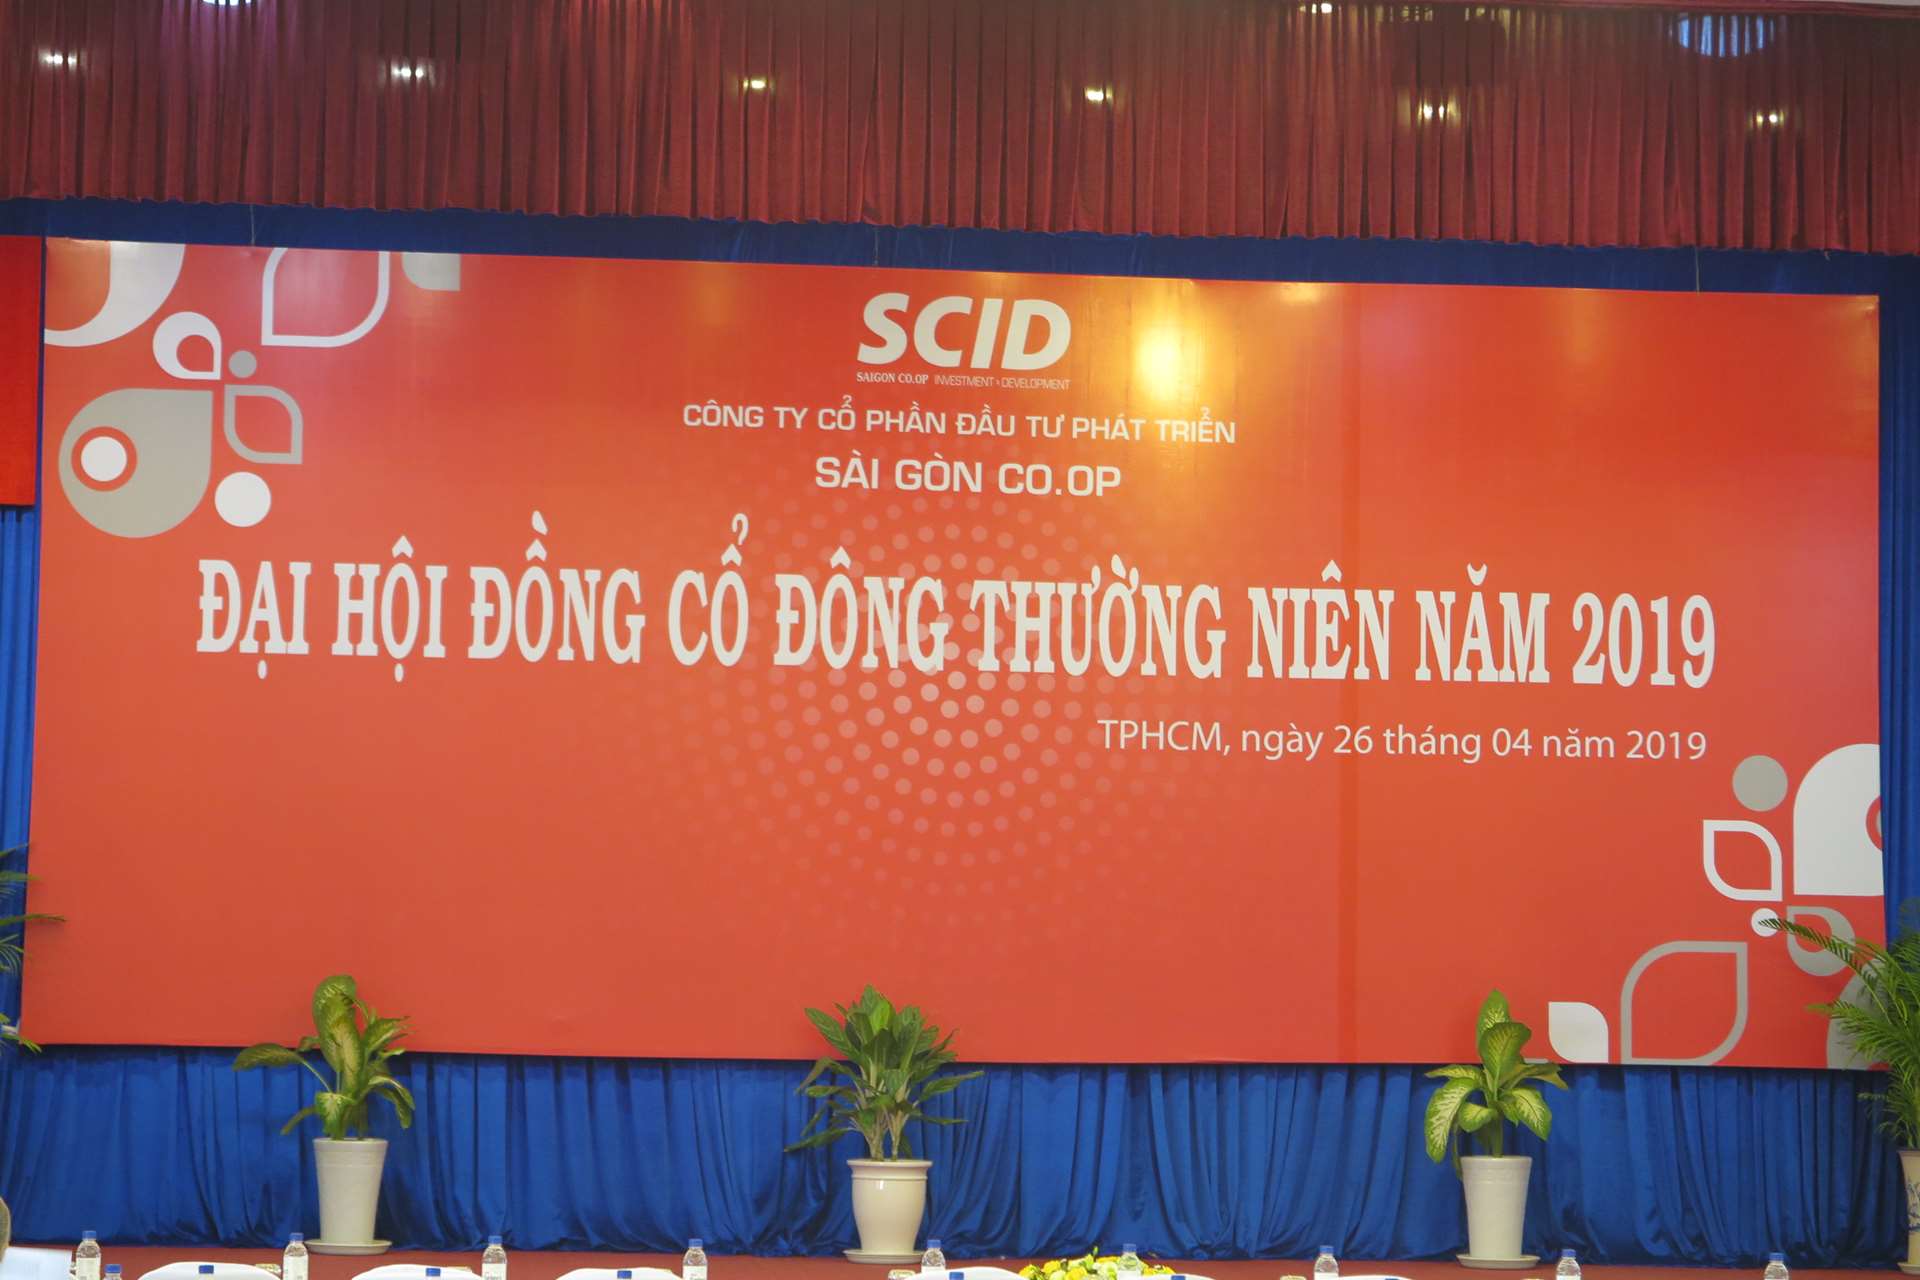 SCID
SAIGON CO.OP INVESTMENT & DEVELOPMENT
CÔNG TY CỔ PHẦN ĐẦU TƯ PHÁT TRIỂN
SÀI GÒN CO.OP
ĐẠI HỘI ĐỒNG CỔ ĐÔNG THƯỜNG NIÊN NĂM 2019
TPHCM, ngày 26 tháng 04 năm 2019